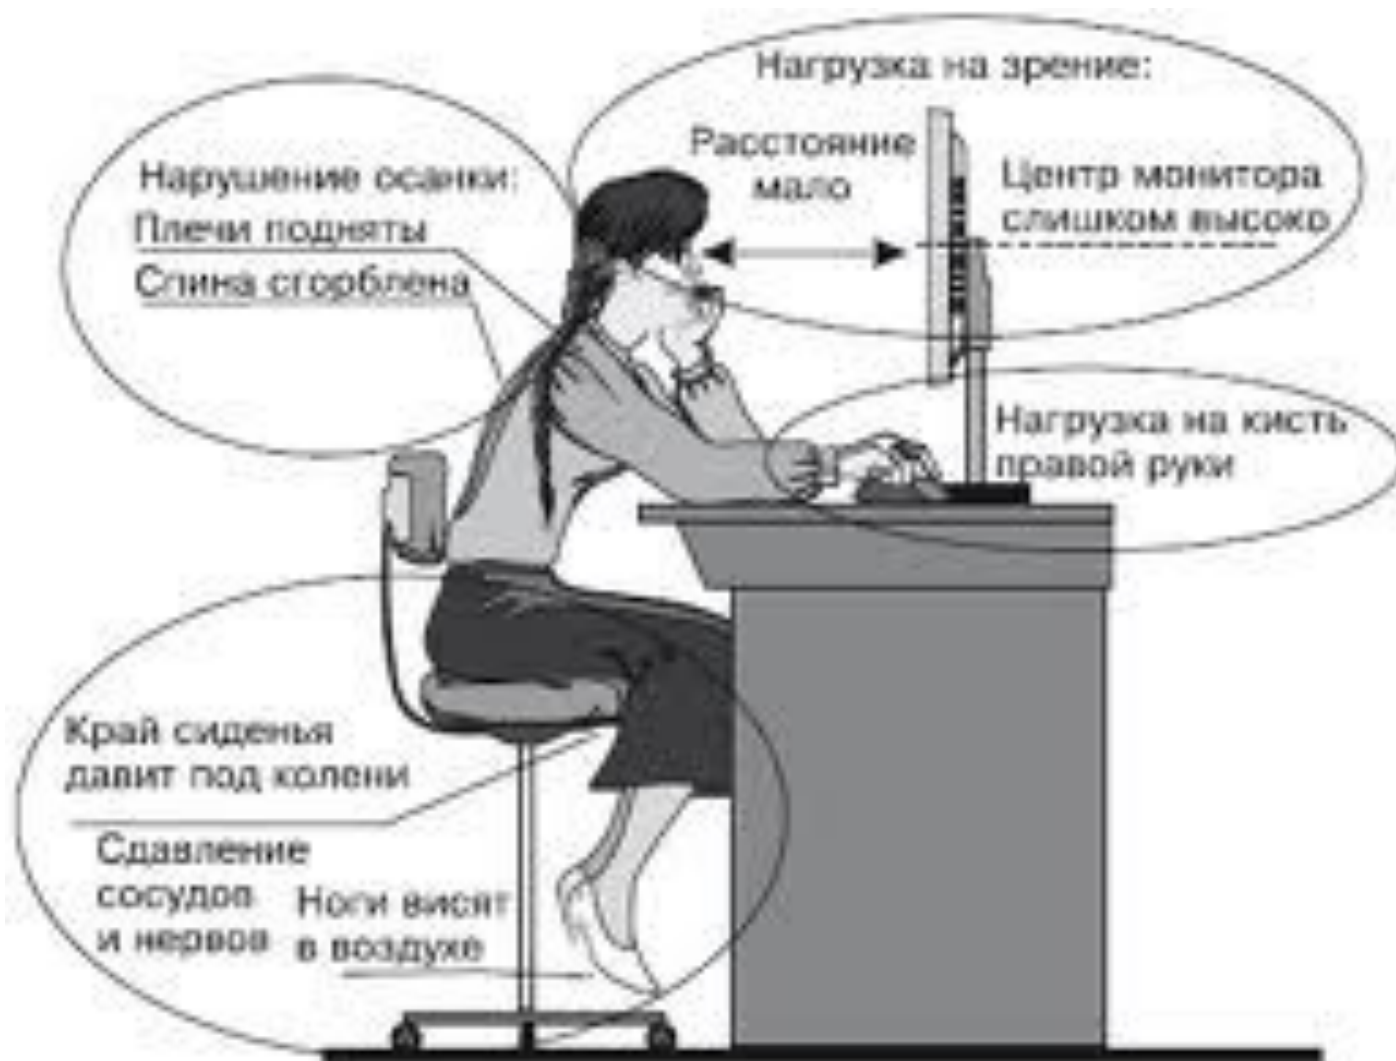 Нагрузка на зрение:
Расстояние
мало
Центр монитора
слишком высоко
Нарушение осанки:
Плечи подняты
Спина сгорблена
Нагрузка на кисть
правой руки
Край сиденья
давит под колени
Сдавление
сосудов
и нервов
Ноги висят
в воздухе